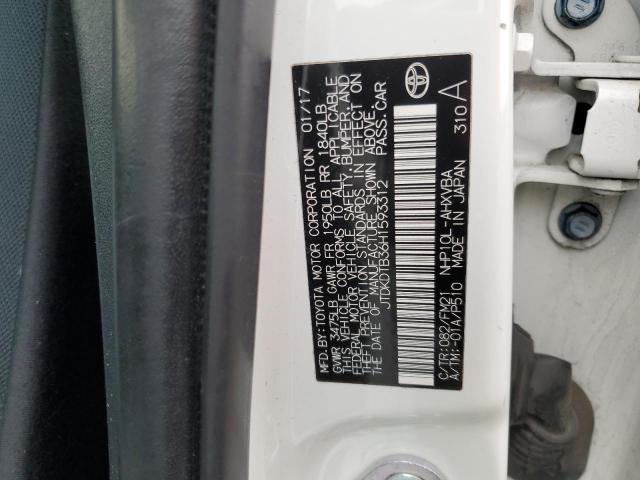 MFD.BY:TOYOTA MOTOR CORPORATION 01/17
GVWR 3475LB GAWR FR 1950LB RR 1840LB
THIS VEHICLE CONFORMS TO ALL APPLICABLE
FEDERAL MOTOR VEHICLE SAFETY, BUMPER, AND
THEFT PREVENTION STANDARDS IN EFFECT ON
THE DATE OF MANUFACTURE SHOWN ABOVE.
JTDKDTB36H1593312 PASS.CAR
C/TR:082/FM21 NHP10L-AHXVBA
A/TM:-01A/P510 MADE IN JAPAN 310A